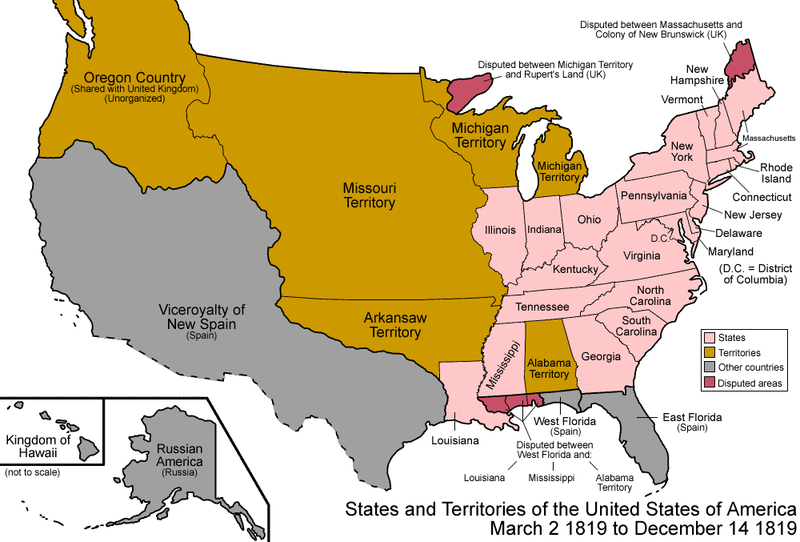 Disputed between Massachusetts and
Colony of New Brunswick (UK)
Disputed between Michigan Territory
and Rupert's Land (UK)
Oregon Country
(Shared with United Kingdom)
(Unorganized)
New
Hampshire
Vermont
Michigan
Territory
Massachusetts
New
York
Michigan
Territory
Rhode
Island
Missouri
Territory
Pennsylvania
Connecticut
New Jersey
Ohio
Illinois
Indiana
Delaware
D.C.
Maryland
Virginia
(D.C. = District
of Columbia)
Kentucky
North
Carolina
Tennessee
Viceroyalty of
New Spain
(Spain)
Arkansaw
Territory
South
Carolina
Mississippi
Alabama
Territory
Georgia
States
Territories
Other countries
Disputed areas
West Florida
(Spain)
East Florida
(Spain)
Louisiana
Disputed between
West Florida and:
Louisiana
Mississippi
Alabama
Territory
Kingdom of
Hawaii
(not to scale)
Russian
America
(Russia)
States and Territories of the United States of America
March 2 1819 to December 14 1819